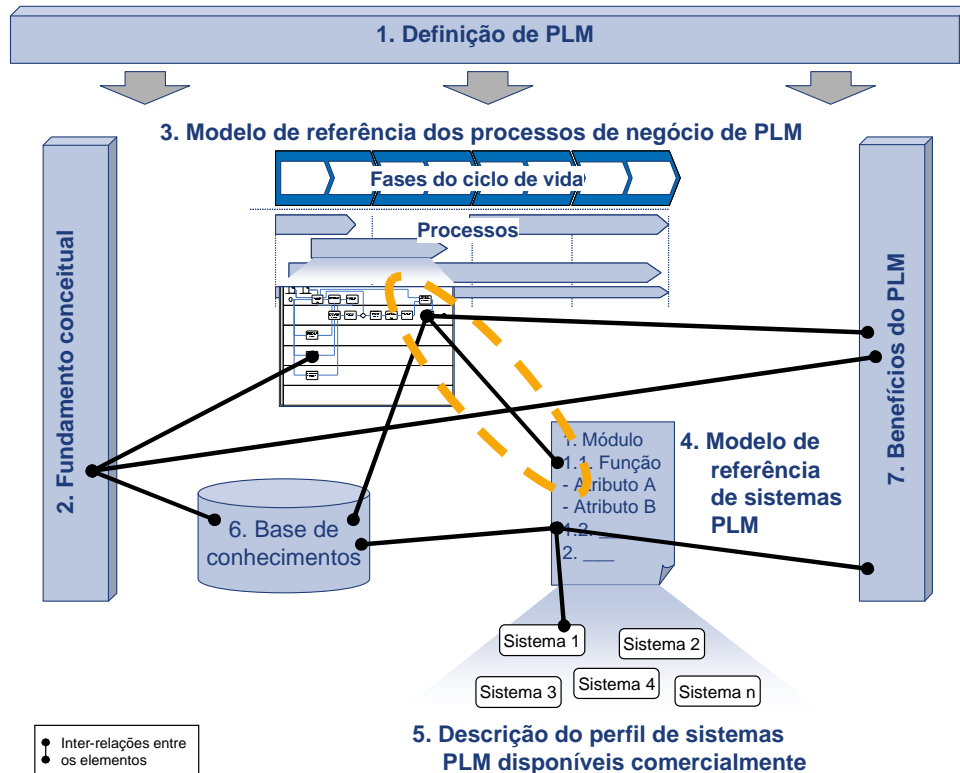 1. Definição de PLM
3. Modelo de referência dos processos de negócio de PLM
Fases do ciclo de vida
Processos
2. Fundamento conceitual
7. Benefícios do PLM
1. Módulo
1.1. Função
- Atributo A
- Atributo B
1.2. __
2. ___
4. Modelo de
referência
de sistemas
PLM
6. Base de
conhecimentos
Sistema 1
Sistema 2
Sistema 3
Sistema 4
Sistema n
5. Descrição do perfil de sistemas
PLM disponíveis comercialmente
Inter-relações entre
os elementos